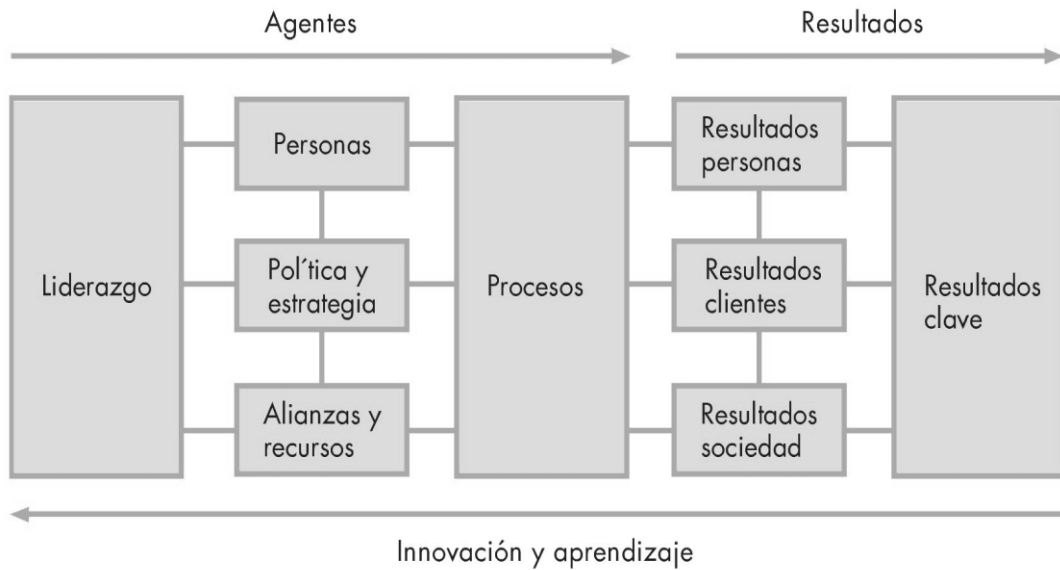 Agentes
Resultados
Liderazgo
Personas
Pol´tica y
estrategia
Alianzas y
recursos
Procesos
Resultados
personas
Resultados
clientes
Resultados
sociedad
Resultados
clave
Innovación y aprendizaje